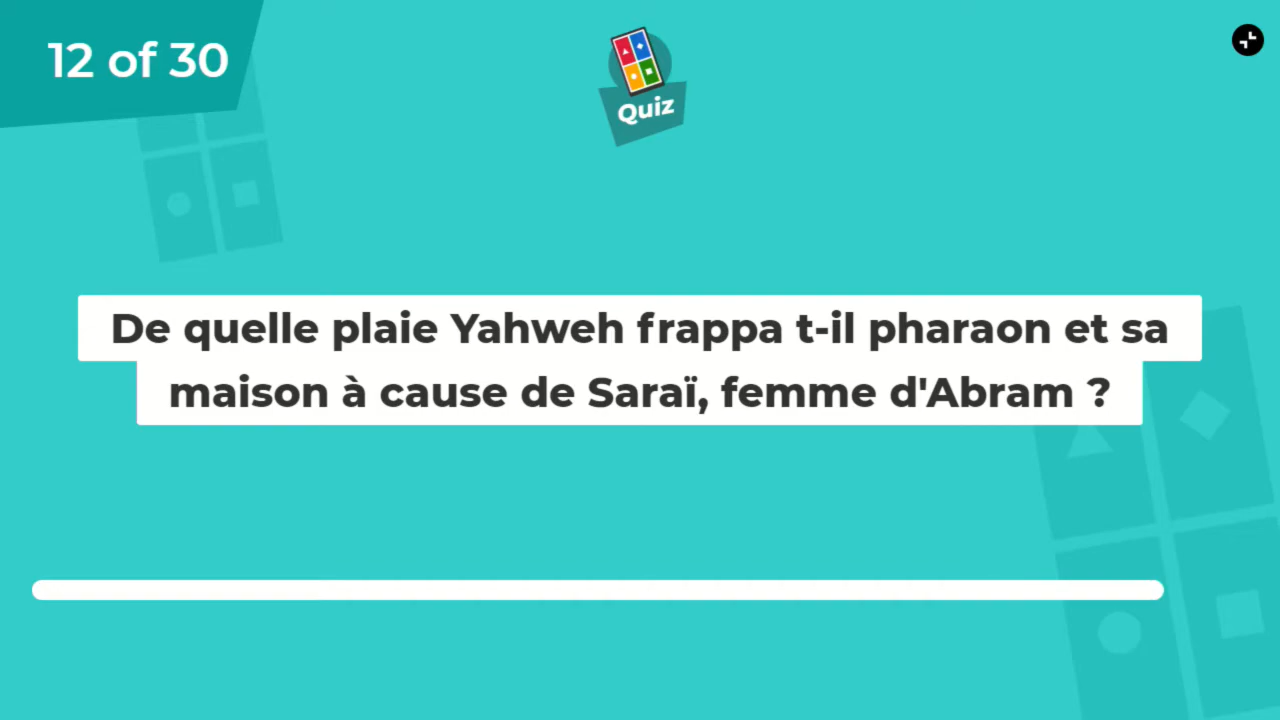 12 of 30
Quiz
De quelle plaie Yahweh frappa t-il pharaon et sa
maison à cause de Saraï, femme d'Abram ?